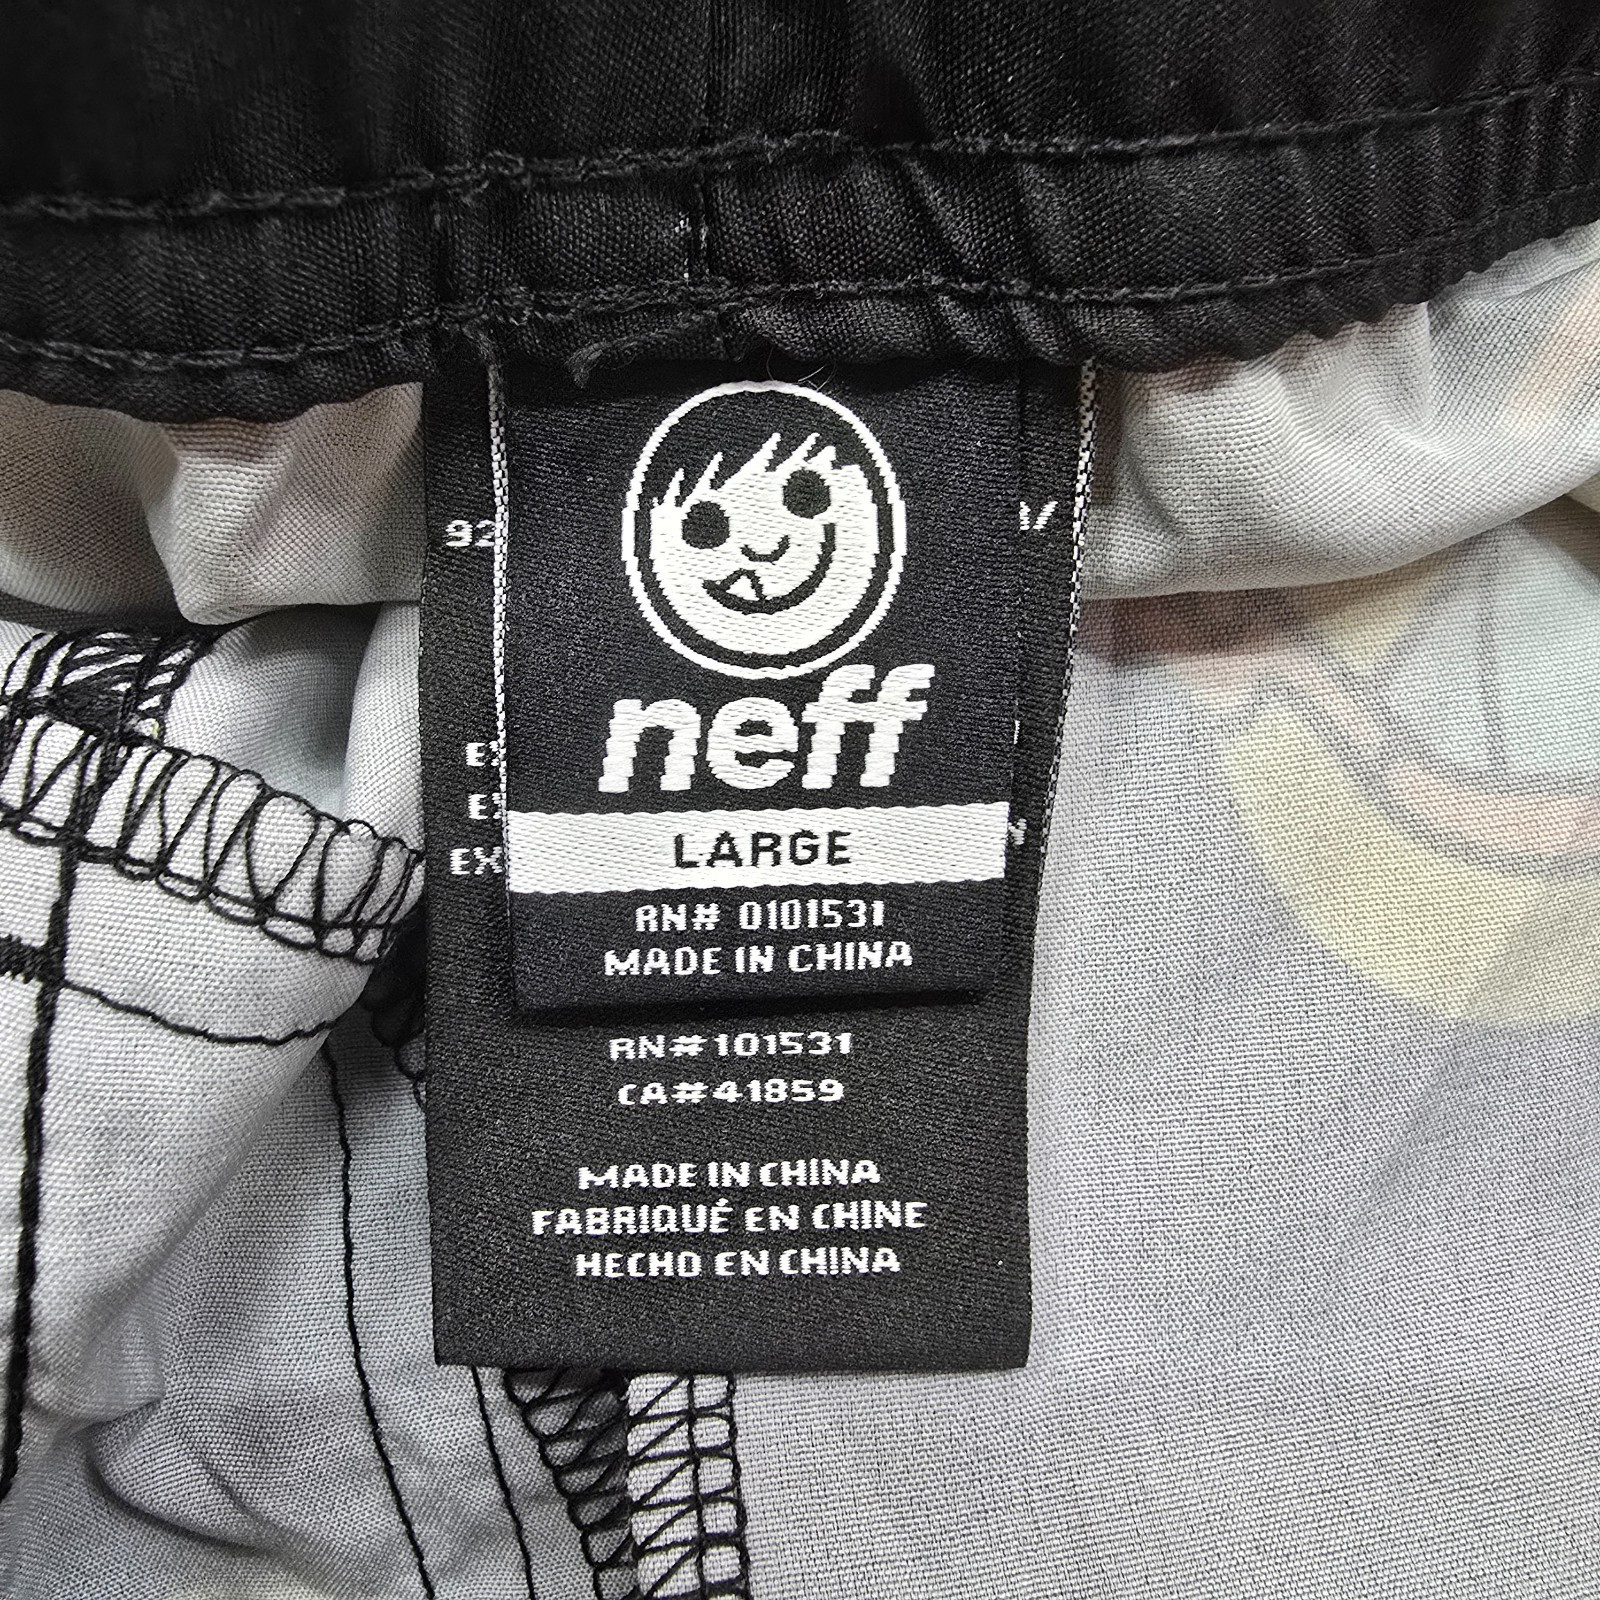 neff
LARGE
RN# 0101531
MADE IN CHINA
92
RN#101531
CA#41859
MADE IN CHINA
FABRIQUÉ EN CHINE
HECHO EN CHINA